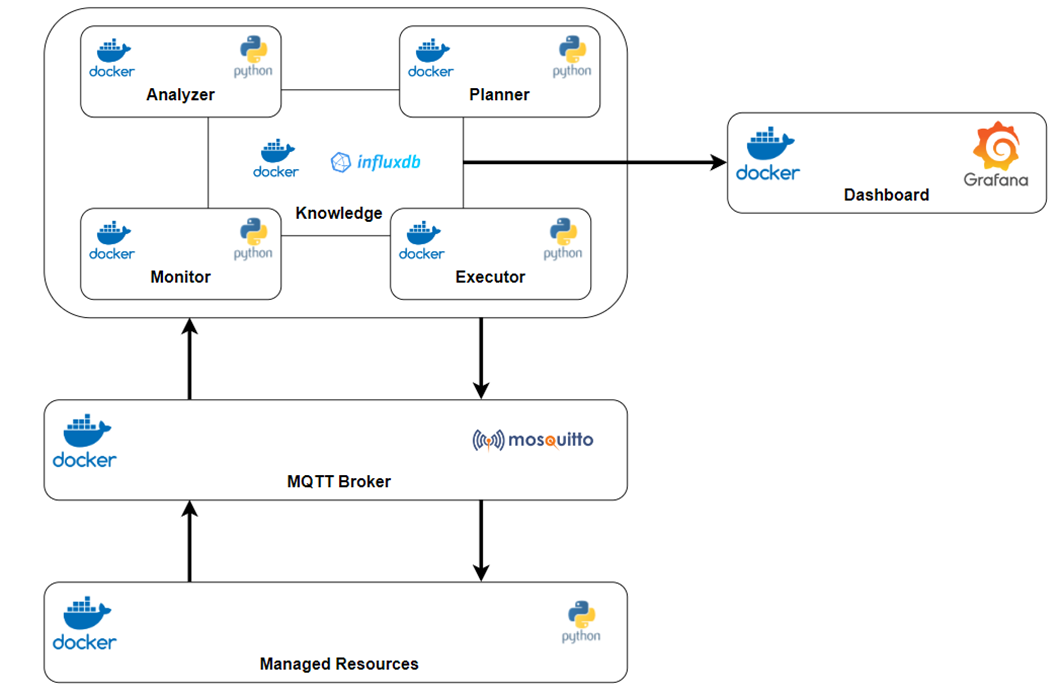 docker
python
Analyzer
docker
python
Planner
docker
influxdb
Knowledge
docker
python
Monitor
docker
python
Executor
docker
Grafana
Dashboard
docker
mosquitto
MQTT Broker
docker
python
Managed Resources